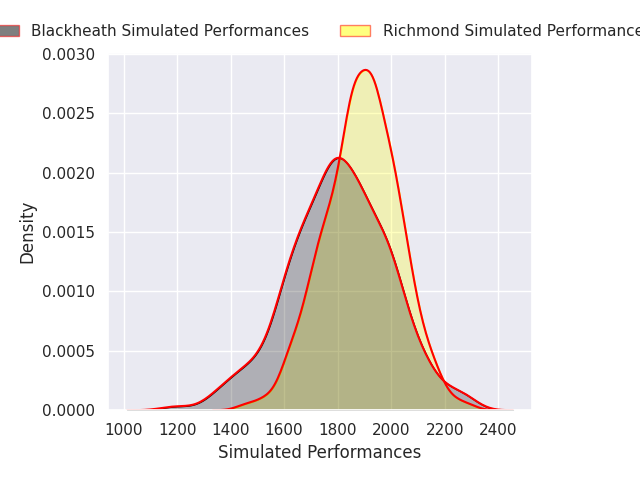 Blackheath Simulated Performances
Richmond Simulated Performance
0.0030
0.0025
0.0020
0.0015
0.0010
0.0005
0.0000
Density
1000 1200 1400 1600 1800 2000 2200 2400
Simulated Performances